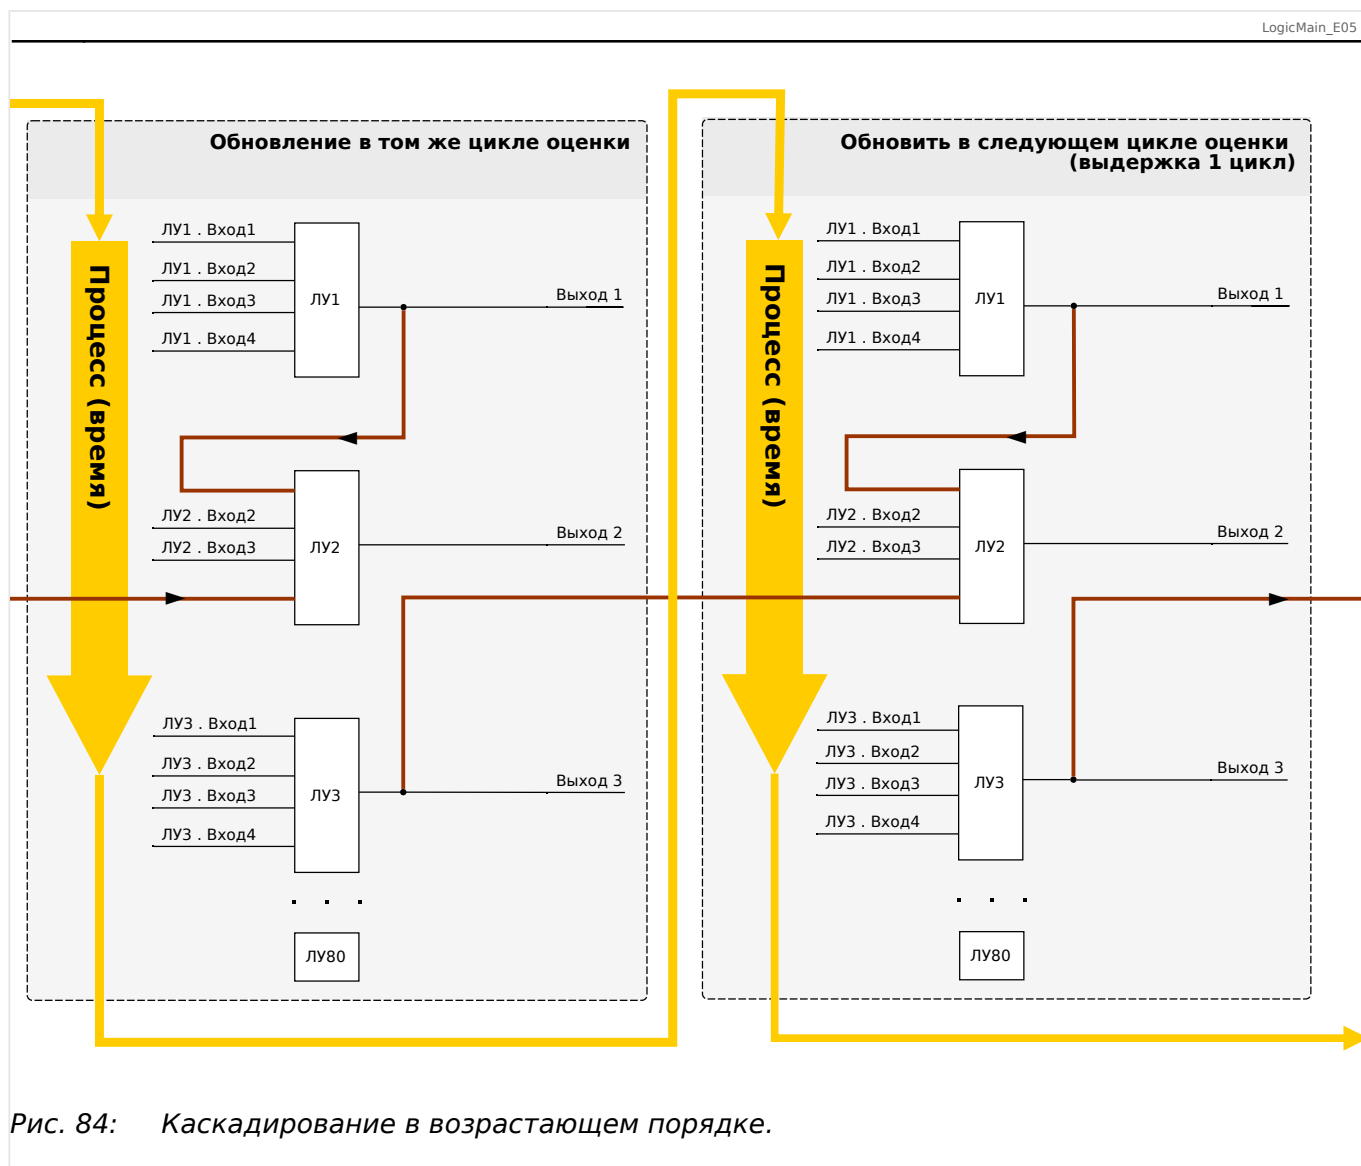 LogicMain_E05
Обновление в том же цикле оценки
Процесс (время)
ЛУ1 . Вход1
ЛУ1 . Вход2
ЛУ1 . Вход3
ЛУ1 . Вход4
ЛУ1
Выход 1
ЛУ2 . Вход2
ЛУ2 . Вход3
ЛУ2
Выход 2
ЛУ3 . Вход1
ЛУ3 . Вход2
ЛУ3 . Вход3
ЛУ3 . Вход4
ЛУ3
Выход 3
. . .
ЛУ80
Обновить в следующем цикле оценки
(выдержка 1 цикл)
Процесс (время)
ЛУ1 . Вход1
ЛУ1 . Вход2
ЛУ1 . Вход3
ЛУ1 . Вход4
ЛУ1
Выход 1
ЛУ2 . Вход2
ЛУ2 . Вход3
ЛУ2
Выход 2
ЛУ3 . Вход1
ЛУ3 . Вход2
ЛУ3 . Вход3
ЛУ3 . Вход4
ЛУ3
Выход 3
. . .
ЛУ80
Рис. 84: Каскадирование в возрастающем порядке.